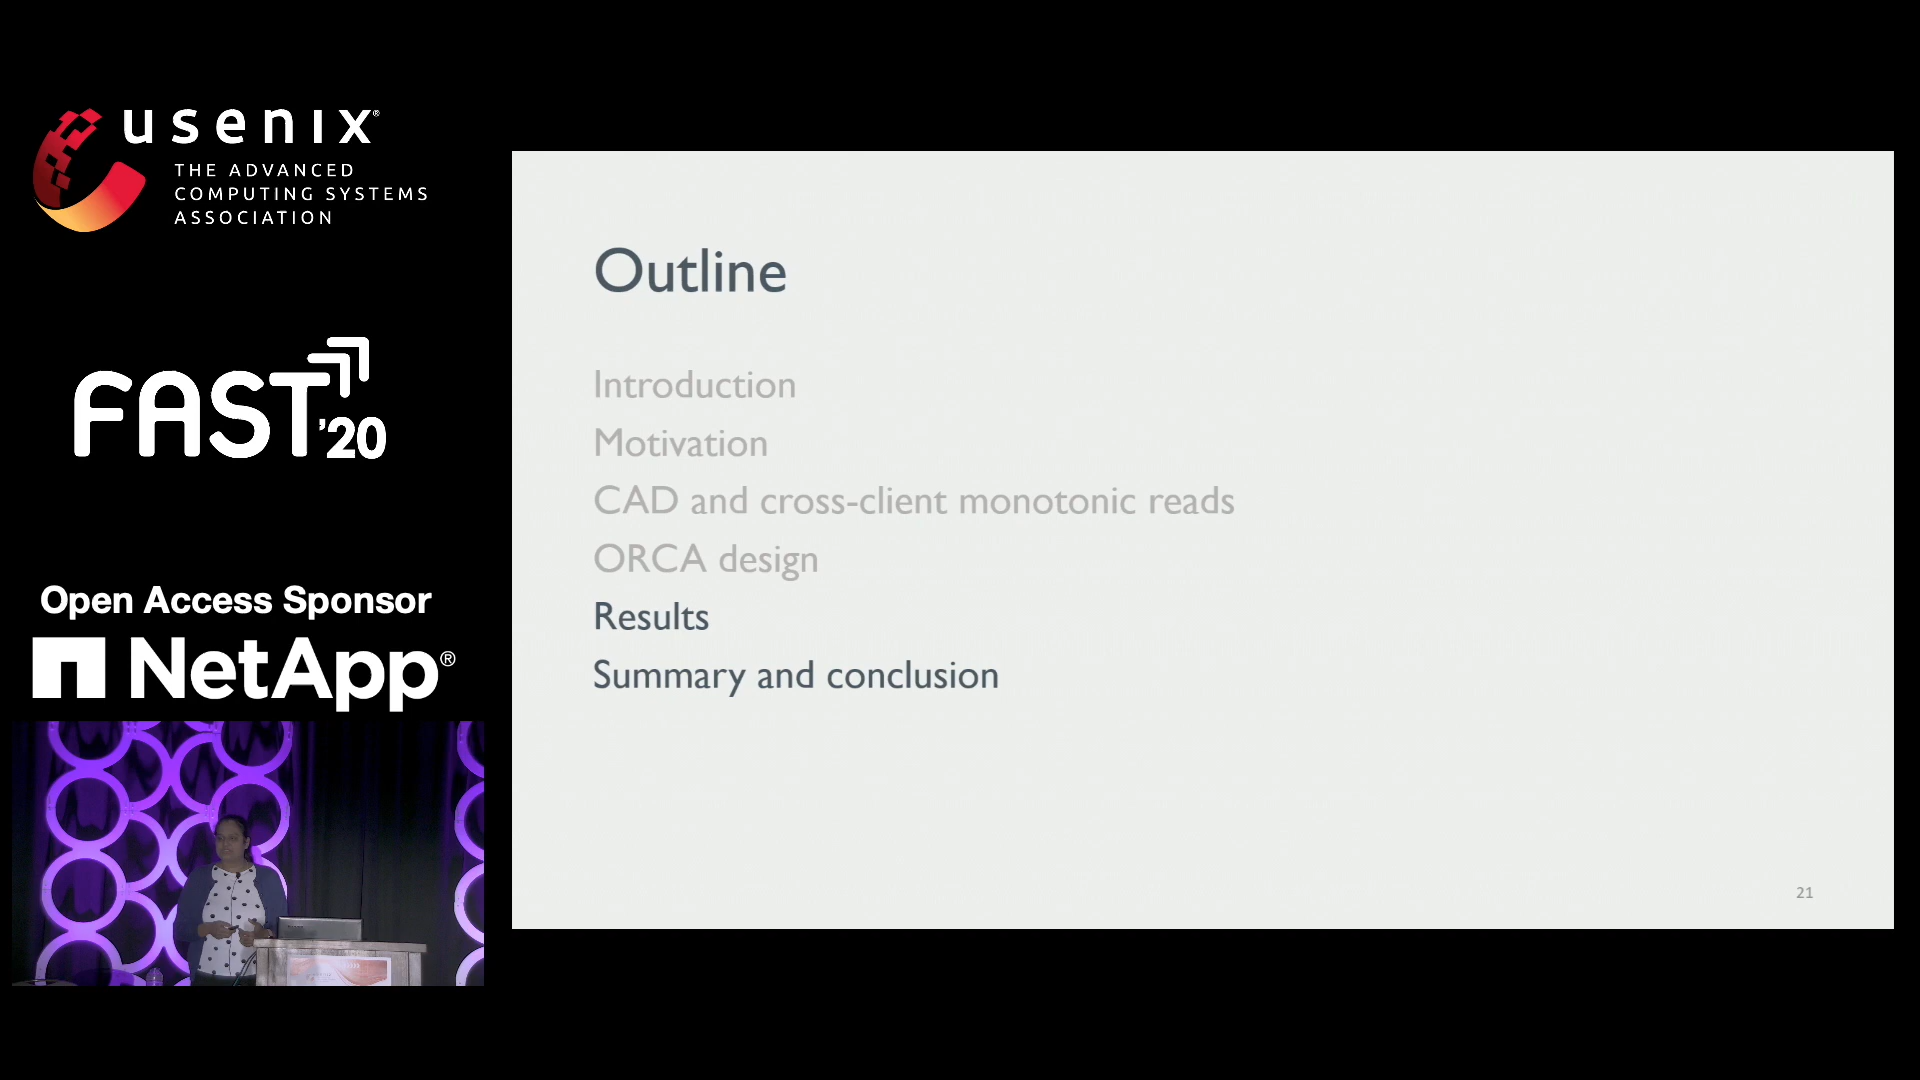 usenix®
THE ADVANCED
COMPUTING SYSTEMS
ASSOCIATION
FAST '20
Open Access Sponsor
NetApp®
Outline
Introduction
Motivation
CAD and cross-client monotonic reads
ORCA design
Results
Summary and conclusion
21